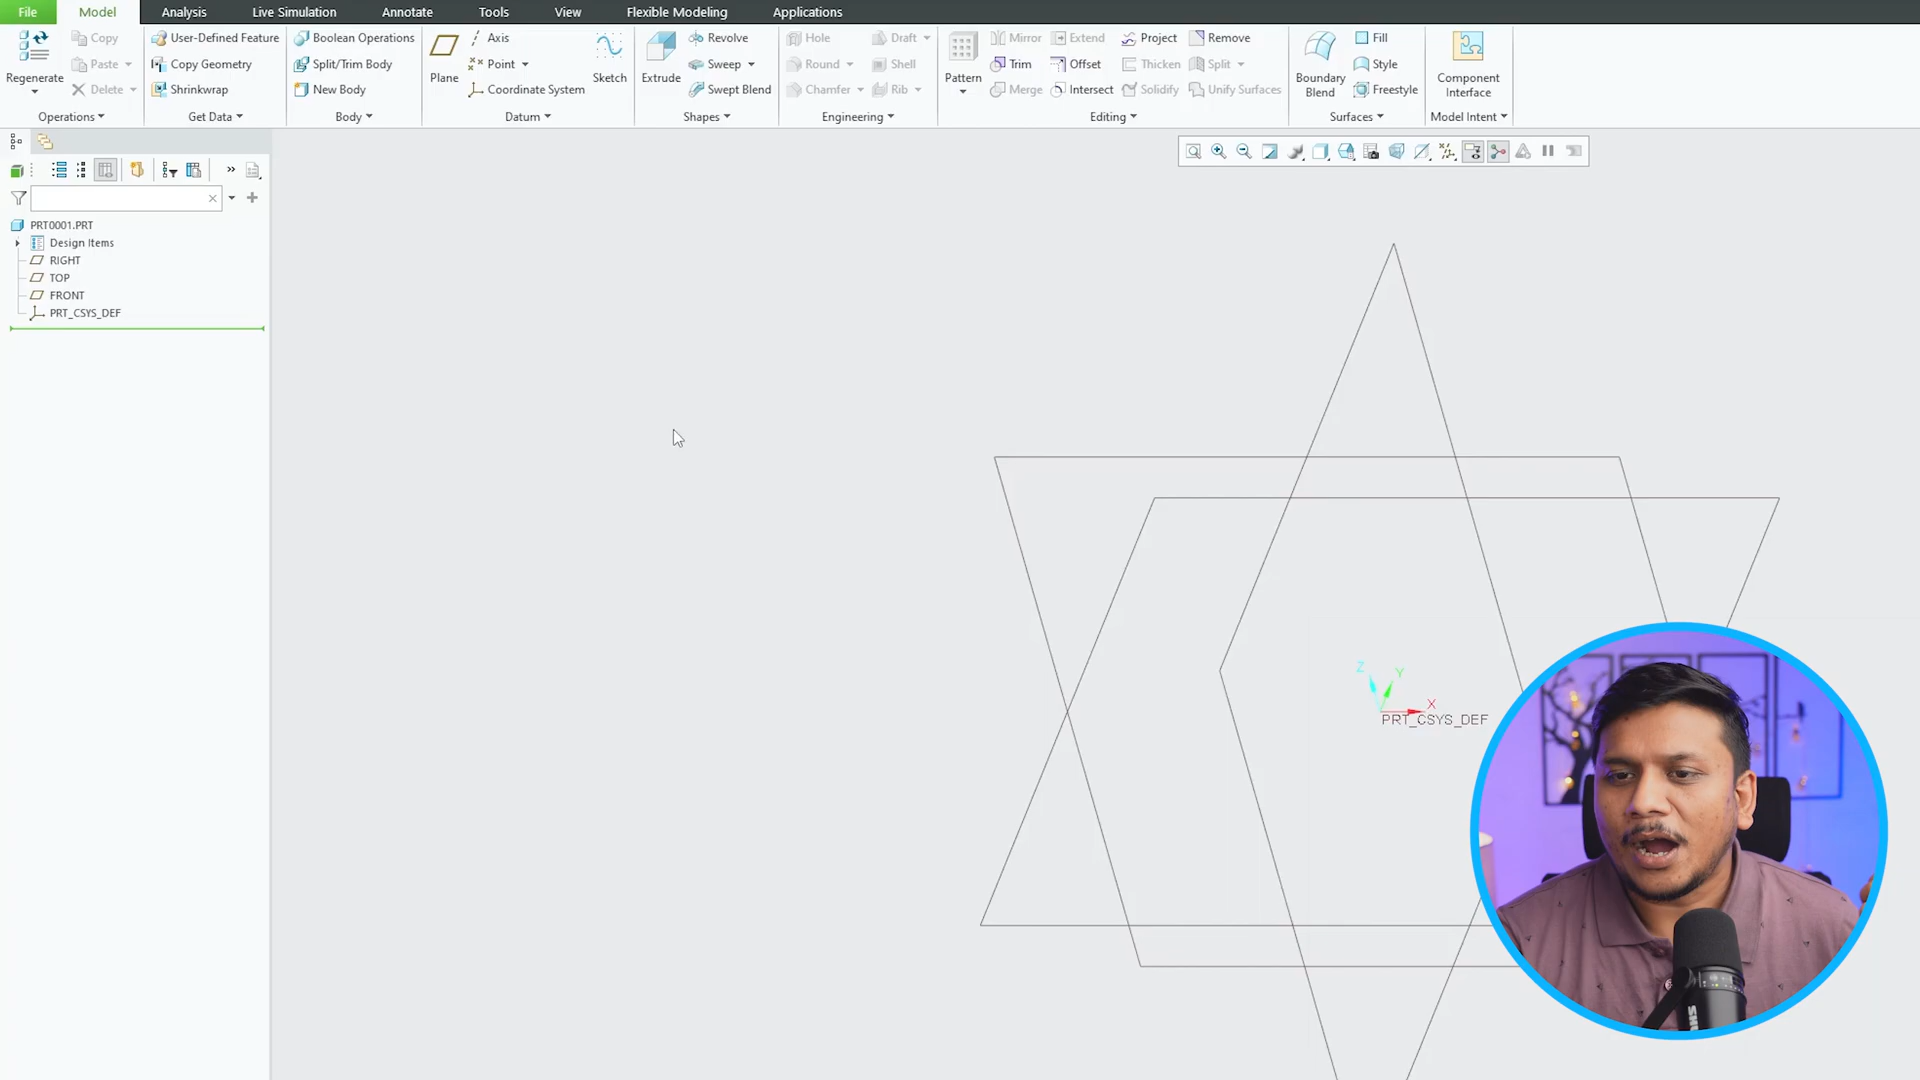 File Model Analysis Live Simulation Annotate Tools View Flexible Modeling Applications
Regenerate
Copy
Paste
Delete
Operations
User-Defined Feature
Copy Geometry
Shrinkwrap
Get Data
Boolean Operations
Split/Trim Body
New Body
Body
Plane
Axis
Point
Coordinate System
Sketch
Datum
Extrude
Revolve
Sweep
Swept Blend
Shapes
Hole
Round
Chamfer
Draft
Shell
Rib
Engineering
Pattern
Mirror
Trim
Merge
Extend
Offset
Intersect
Project
Thicken
Solidify
Remove
Split
Unify Surfaces
Editing
Boundary
Blend
Fill
Style
Freestyle
Surfaces
Component
Interface
Model Intent
PRT0001.PRT
Design Items
RIGHT
TOP
FRONT
PRT_CSYS_DEF
Z
Y
X
PRT_CSYS_DEF